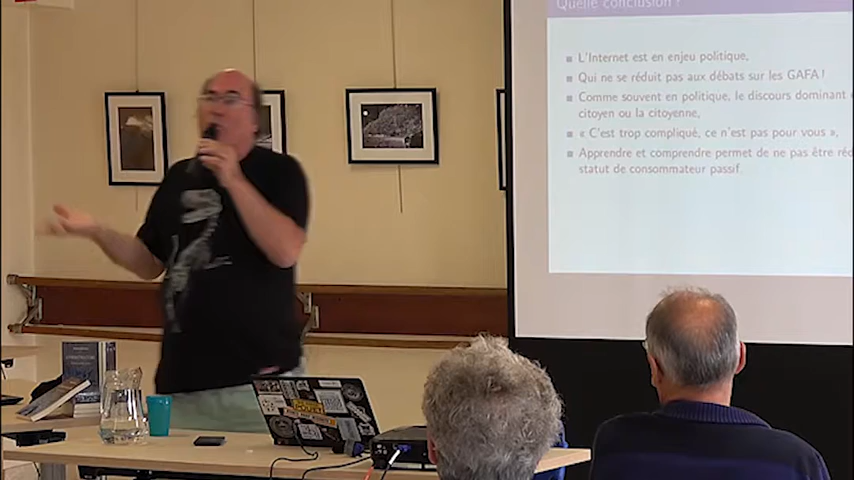 Quelle conclusion ?
L'Internet est en enjeu politique,
Qui ne se réduit pas aux débats sur les GAFA !
Comme souvent en politique, le discours dominant e
citoyen ou la citoyenne,
« C'est trop compliqué, ce n'est pas pour vous »,
Apprendre et comprendre permet de ne pas être rédu
statut de consommateur passif.